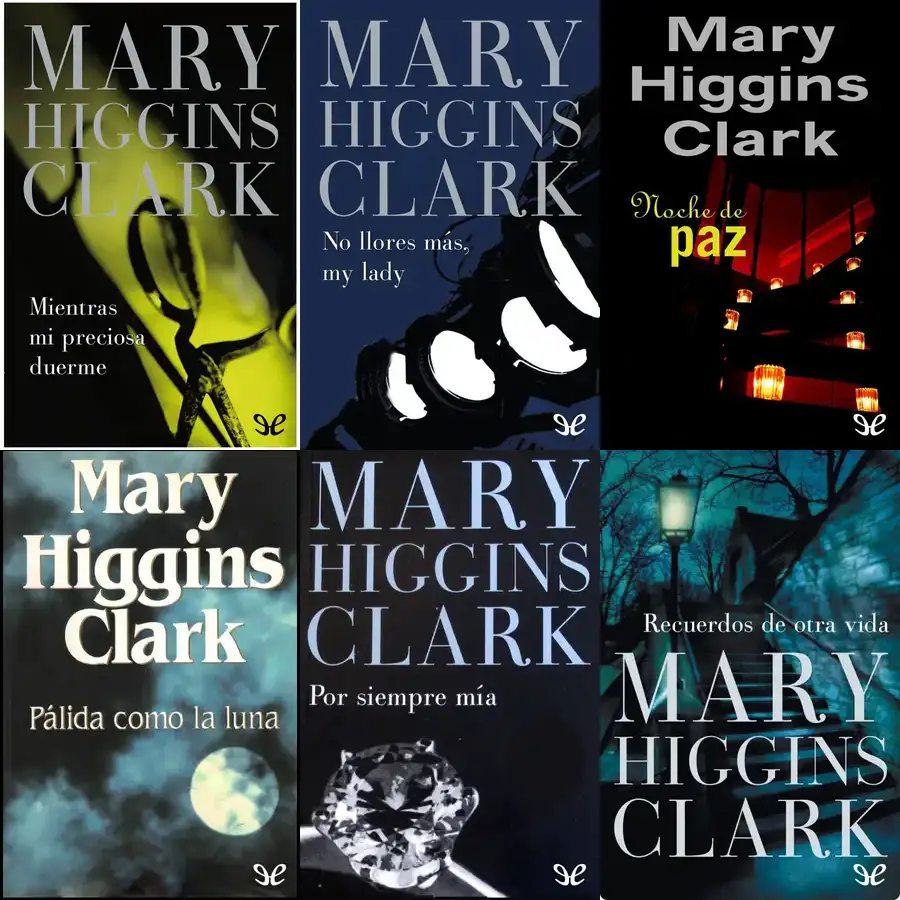 MARY
HIGGINS
CLARK
Mientras
mi preciosa
duerme
MARY
HIGGINS
CLARK
No llores más,
my lady
Mary
Higgins
Clark
Noche de
paz
Mary
Higgins
Clark
Pálida como la luna
MARY
HIGGINS
CLARK
Por siempre mía
Recuerdos de otra vida
MARY
HIGGINS
CLARK